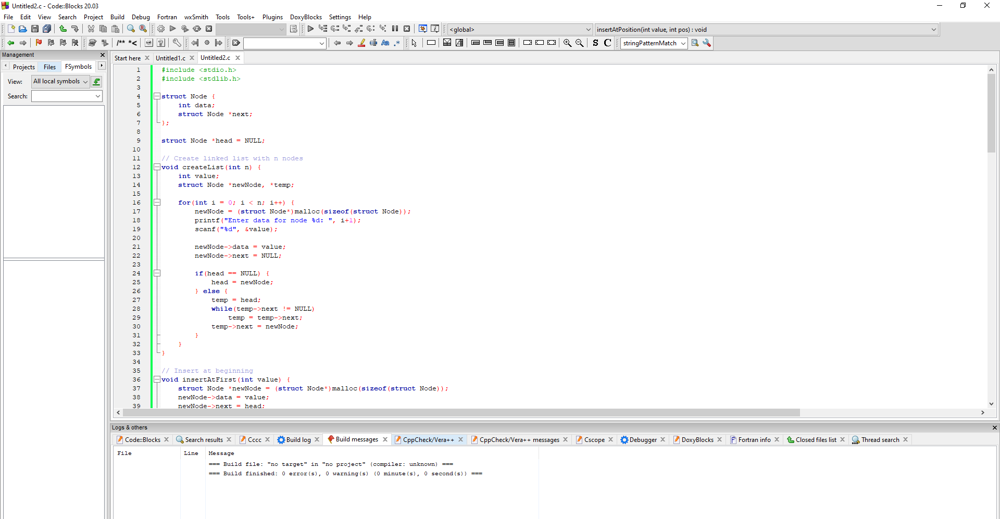 Untitled2.c - Code::Blocks 20.03
File Edit View Search Project Build Debug Fortran wxSmith Tools Tools+ Plugins DoxyBlocks Settings Help
<global> insertAtPosition(int value, int pos) : void
/** *< Aa .* S C stringPatternMatch
Management
Projects Files FSymbols
View: All local symbols
Search:
Start here Untitled1.c Untitled2.c
1 #include <stdio.h>
2 #include <stdlib.h>
3
4 struct Node {
5 int data;
6 struct Node *next;
7 };
8
9 struct Node *head = NULL;
10
11 // Create linked list with n nodes
12 void createList(int n) {
13 int value;
14 struct Node *newNode, *temp;
15
16 for(int i = 0; i < n; i++) {
17 newNode = (struct Node*)malloc(sizeof(struct Node));
18 printf("Enter data for node %d: ", i+1);
19 scanf("%d", &value);
20
21 newNode->data = value;
22 newNode->next = NULL;
23
24 if(head == NULL) {
25 head = newNode;
26 } else {
27 temp = head;
28 while(temp->next != NULL)
29 temp = temp->next;
30 temp->next = newNode;
31 }
32 }
33 }
34
35 // Insert at beginning
36 void insertAtFirst(int value) {
37 struct Node *newNode = (struct Node*)malloc(sizeof(struct Node));
38 newNode->data = value;
39 newNode->next = head;
Logs & others
Code::Blocks Search results Cccc Build log Build messages CppCheck/Vera++ CppCheck/Vera++ messages Cscope Debugger DoxyBlocks Fortran info Closed files list Thread search
File Line Message
=== Build file: "no target" in "no project" (compiler: unknown) ===
=== Build finished: 0 error(s), 0 warning(s) (0 minute(s), 0 second(s)) ===